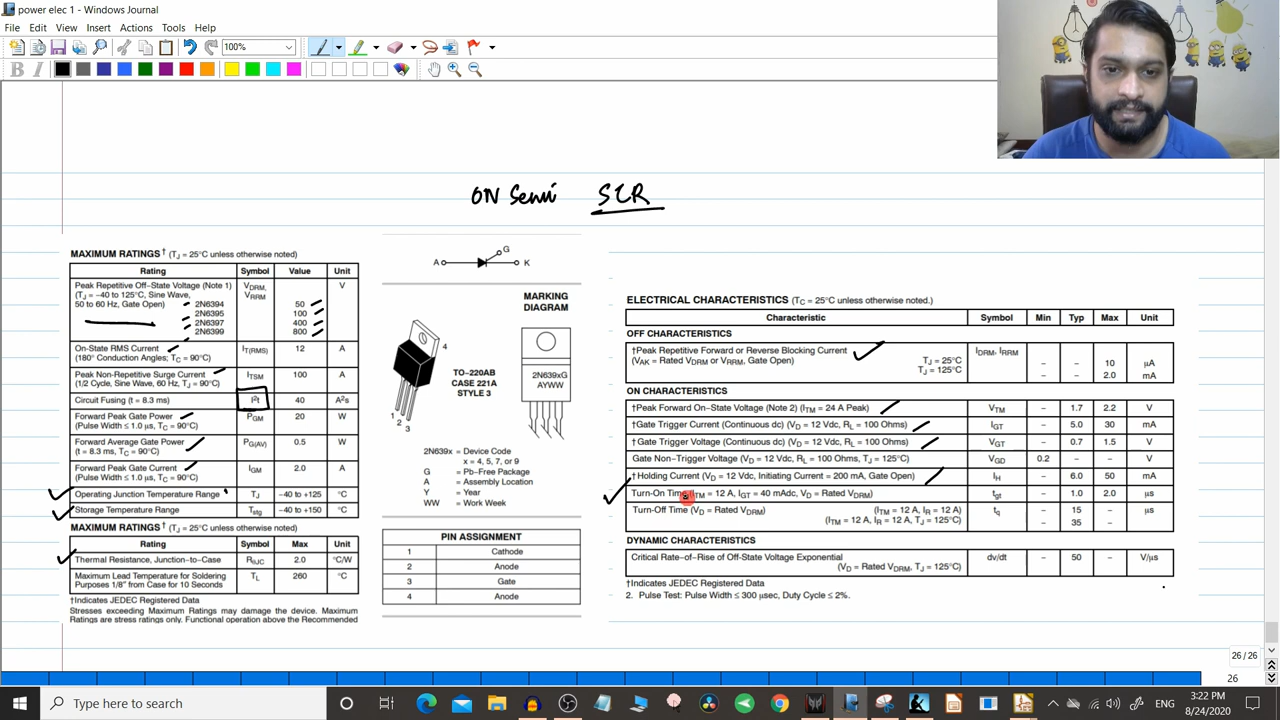 power elec 1 - Windows Journal
File Edit View Insert Actions Tools Help
100%
B I
ON Semi SCR
MAXIMUM RATINGS† (TJ = 25°C unless otherwise noted)
Rating Symbol Value Unit
Peak Repetitive Off-State Voltage (Note 1) VDRM, VRRM V
(TJ = −40 to 125°C, Sine Wave,
50 to 60 Hz, Gate Open) 2N6394 50
2N6395 100
2N6397 400
2N6399 800
On-State RMS Current IT(RMS) 12 A
(180° Conduction Angles; TC = 90°C)
Peak Non-Repetitive Surge Current ITSM 100 A
(1/2 Cycle, Sine Wave, 60 Hz, TJ = 90°C)
Circuit Fusing (t = 8.3 ms) I²t 40 A²s
Forward Peak Gate Power PGM 20 W
(Pulse Width ≤ 1.0 µs, TC = 90°C)
Forward Average Gate Power PG(AV) 0.5 W
(t = 8.3 ms, TC = 90°C)
Forward Peak Gate Current IGM 2.0 A
(Pulse Width ≤ 1.0 µs, TC = 90°C)
Operating Junction Temperature Range TJ −40 to +125 °C
Storage Temperature Range Tstg −40 to +150 °C
MAXIMUM RATINGS† (TJ = 25°C unless otherwise noted)
Rating Symbol Max Unit
Thermal Resistance, Junction−to−Case RθJC 2.0 °C/W
Maximum Lead Temperature for Soldering TL 260 °C
Purposes 1/8″ from Case for 10 Seconds
†Indicates JEDEC Registered Data
Stresses exceeding Maximum Ratings may damage the device. Maximum
Ratings are stress ratings only. Functional operation above the Recommended
A G K
MARKING
DIAGRAM
4
1
2
3
TO−220AB
CASE 221A
STYLE 3
2N639xG
AYWW
2N639x = Device Code
x = 4, 5, 7, or 9
G = Pb−Free Package
A = Assembly Location
Y = Year
WW = Work Week
PIN ASSIGNMENT
1 Cathode
2 Anode
3 Gate
4 Anode
ELECTRICAL CHARACTERISTICS (TC = 25°C unless otherwise noted.)
Characteristic Symbol Min Typ Max Unit
OFF CHARACTERISTICS
†Peak Repetitive Forward or Reverse Blocking Current IDRM, IRRM
(VAK = Rated VDRM or VRRM, Gate Open) TJ = 25°C − − 10 µA
TJ = 125°C − − 2.0 mA
ON CHARACTERISTICS
†Peak Forward On−State Voltage (Note 2) (ITM = 24 A Peak) VTM − 1.7 2.2 V
†Gate Trigger Current (Continuous dc) (VD = 12 Vdc, RL = 100 Ohms) IGT − 5.0 30 mA
†Gate Trigger Voltage (Continuous dc) (VD = 12 Vdc, RL = 100 Ohms) VGT − 0.7 1.5 V
Gate Non−Trigger Voltage (VD = 12 Vdc, RL = 100 Ohms, TJ = 125°C) VGD 0.2 − − V
†Holding Current (VD = 12 Vdc, Initiating Current = 200 mA, Gate Open) IH − 6.0 50 mA
Turn-On Time (ITM = 12 A, IGT = 40 mAdc, VD = Rated VDRM) tgt − 1.0 2.0 µs
Turn-Off Time (VD = Rated VDRM) (ITM = 12 A, IR = 12 A) tq − 15 − µs
(ITM = 12 A, IR = 12 A, TJ = 125°C) − 35 −
DYNAMIC CHARACTERISTICS
Critical Rate−of−Rise of Off-State Voltage Exponential dv/dt − 50 − V/µs
(VD = Rated VDRM, TJ = 125°C)
†Indicates JEDEC Registered Data
2. Pulse Test: Pulse Width ≤ 300 µsec, Duty Cycle ≤ 2%.
26 / 26
26
Type here to search
ENG
3:22 PM
8/24/2020